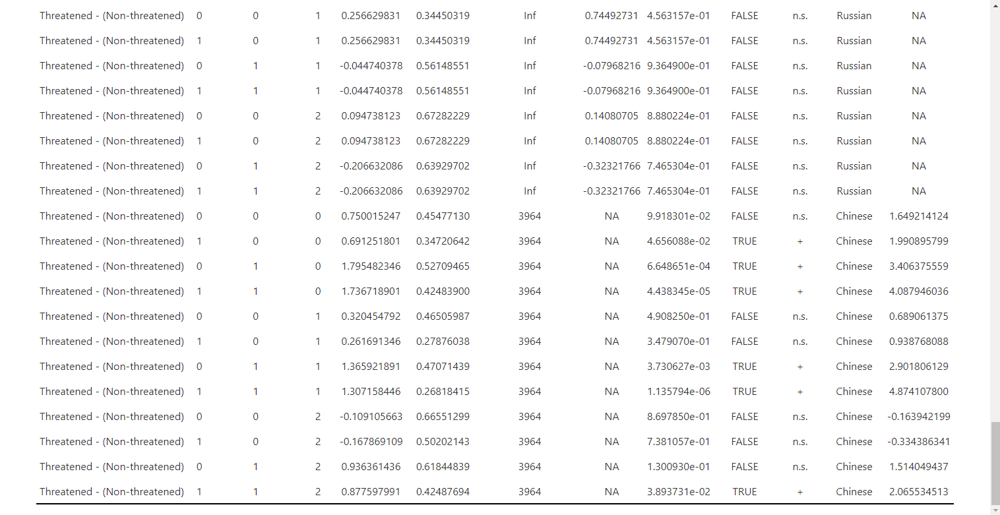 Threatened - (Non-threatened) 0 0 1 0.256629831 0.34450319 Inf 0.74492731 4.563157e-01 FALSE n.s. Russian NA
Threatened - (Non-threatened) 1 0 1 0.256629831 0.34450319 Inf 0.74492731 4.563157e-01 FALSE n.s. Russian NA
Threatened - (Non-threatened) 0 1 1 -0.044740378 0.56148551 Inf -0.07968216 9.364900e-01 FALSE n.s. Russian NA
Threatened - (Non-threatened) 1 1 1 -0.044740378 0.56148551 Inf -0.07968216 9.364900e-01 FALSE n.s. Russian NA
Threatened - (Non-threatened) 0 0 2 0.094738123 0.67282229 Inf 0.14080705 8.880224e-01 FALSE n.s. Russian NA
Threatened - (Non-threatened) 1 0 2 0.094738123 0.67282229 Inf 0.14080705 8.880224e-01 FALSE n.s. Russian NA
Threatened - (Non-threatened) 0 1 2 -0.206632086 0.63929702 Inf -0.32321766 7.465304e-01 FALSE n.s. Russian NA
Threatened - (Non-threatened) 1 1 2 -0.206632086 0.63929702 Inf -0.32321766 7.465304e-01 FALSE n.s. Russian NA
Threatened - (Non-threatened) 0 0 0 0.750015247 0.45477130 3964 NA 9.918301e-02 FALSE n.s. Chinese 1.649214124
Threatened - (Non-threatened) 1 0 0 0.691251801 0.34720642 3964 NA 4.656088e-02 TRUE + Chinese 1.990895799
Threatened - (Non-threatened) 0 1 0 1.795482346 0.52709465 3964 NA 6.648651e-04 TRUE + Chinese 3.406375559
Threatened - (Non-threatened) 1 1 0 1.736718901 0.42483900 3964 NA 4.438345e-05 TRUE + Chinese 4.087946036
Threatened - (Non-threatened) 0 0 1 0.320454792 0.46505987 3964 NA 4.908250e-01 FALSE n.s. Chinese 0.689061375
Threatened - (Non-threatened) 1 0 1 0.261691346 0.27876038 3964 NA 3.479070e-01 FALSE n.s. Chinese 0.938768088
Threatened - (Non-threatened) 0 1 1 1.365921891 0.47071439 3964 NA 3.730627e-03 TRUE + Chinese 2.901806129
Threatened - (Non-threatened) 1 1 1 1.307158446 0.26818415 3964 NA 1.135794e-06 TRUE + Chinese 4.874107800
Threatened - (Non-threatened) 0 0 2 -0.109105663 0.66551299 3964 NA 8.697850e-01 FALSE n.s. Chinese -0.163942199
Threatened - (Non-threatened) 1 0 2 -0.167869109 0.50202143 3964 NA 7.381057e-01 FALSE n.s. Chinese -0.334386341
Threatened - (Non-threatened) 0 1 2 0.936361436 0.61844839 3964 NA 1.300930e-01 FALSE n.s. Chinese 1.514049437
Threatened - (Non-threatened) 1 1 2 0.877597991 0.42487694 3964 NA 3.893731e-02 TRUE + Chinese 2.065534513